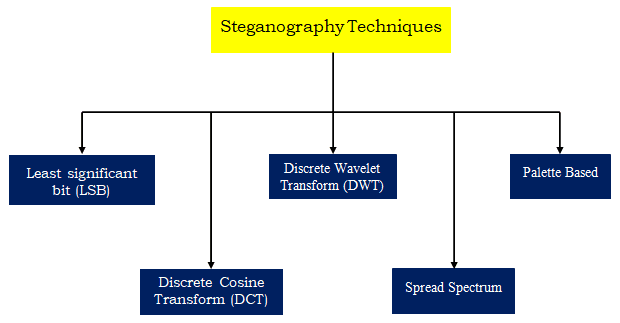 Steganography Techniques
Least significant
bit (LSB)
Discrete Wavelet
Transform (DWT)
Palette Based
Discrete Cosine
Transform (DCT)
Spread Spectrum